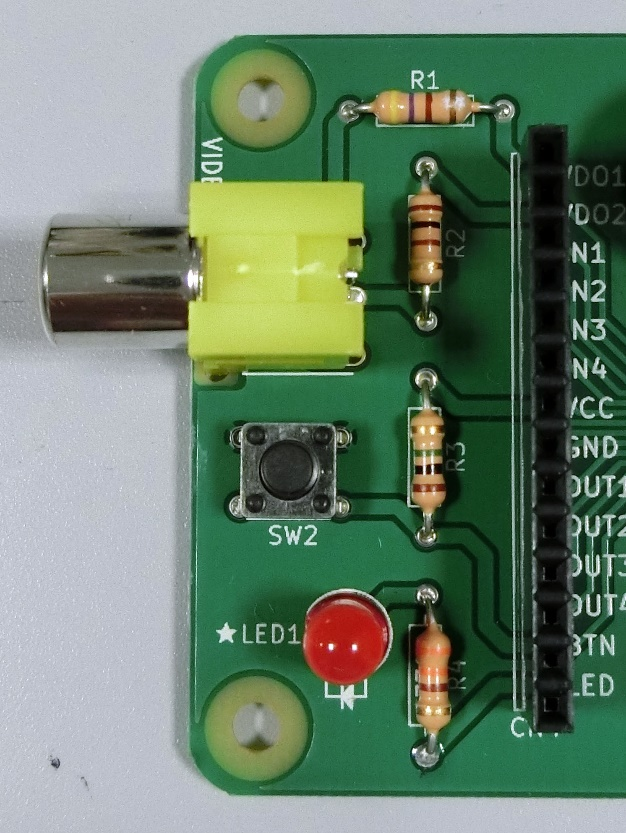 R1
VIDE
VDO1
VDO2
R2
N1
N2
N3
N4
VCC
R3
GND
OUT1
OUT2
SW2
OUT3
OUT4
★LED1
BTN
R4
LED
CN